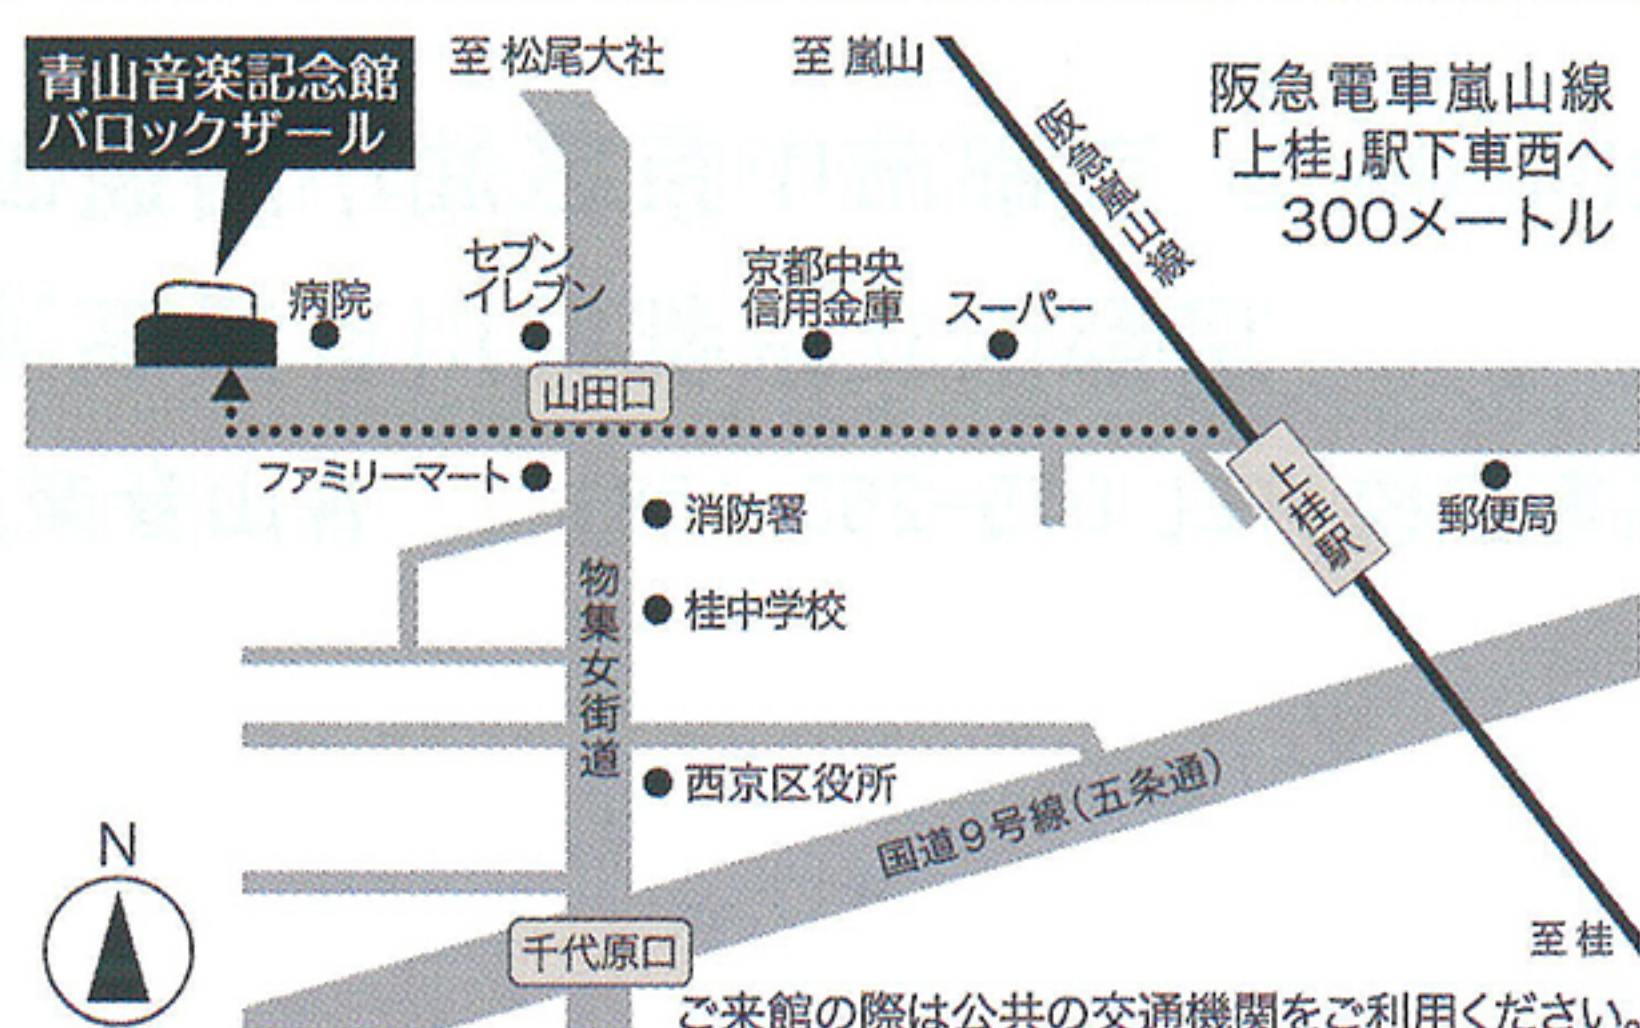 青山音楽記念館
バロックザール
至 松尾大社
至 嵐山
阪急嵐山線
阪急電車嵐山線
「上桂」駅下車西へ
300メートル
病院
セブン
イレブン
京都中央
信用金庫
スーパー
山田口
ファミリーマート
消防署
上桂駅
郵便局
物集女街道
桂中学校
西京区役所
国道9号線(五条通)
N
千代原口
至 桂
ご来館の際は公共の交通機関をご利用ください。